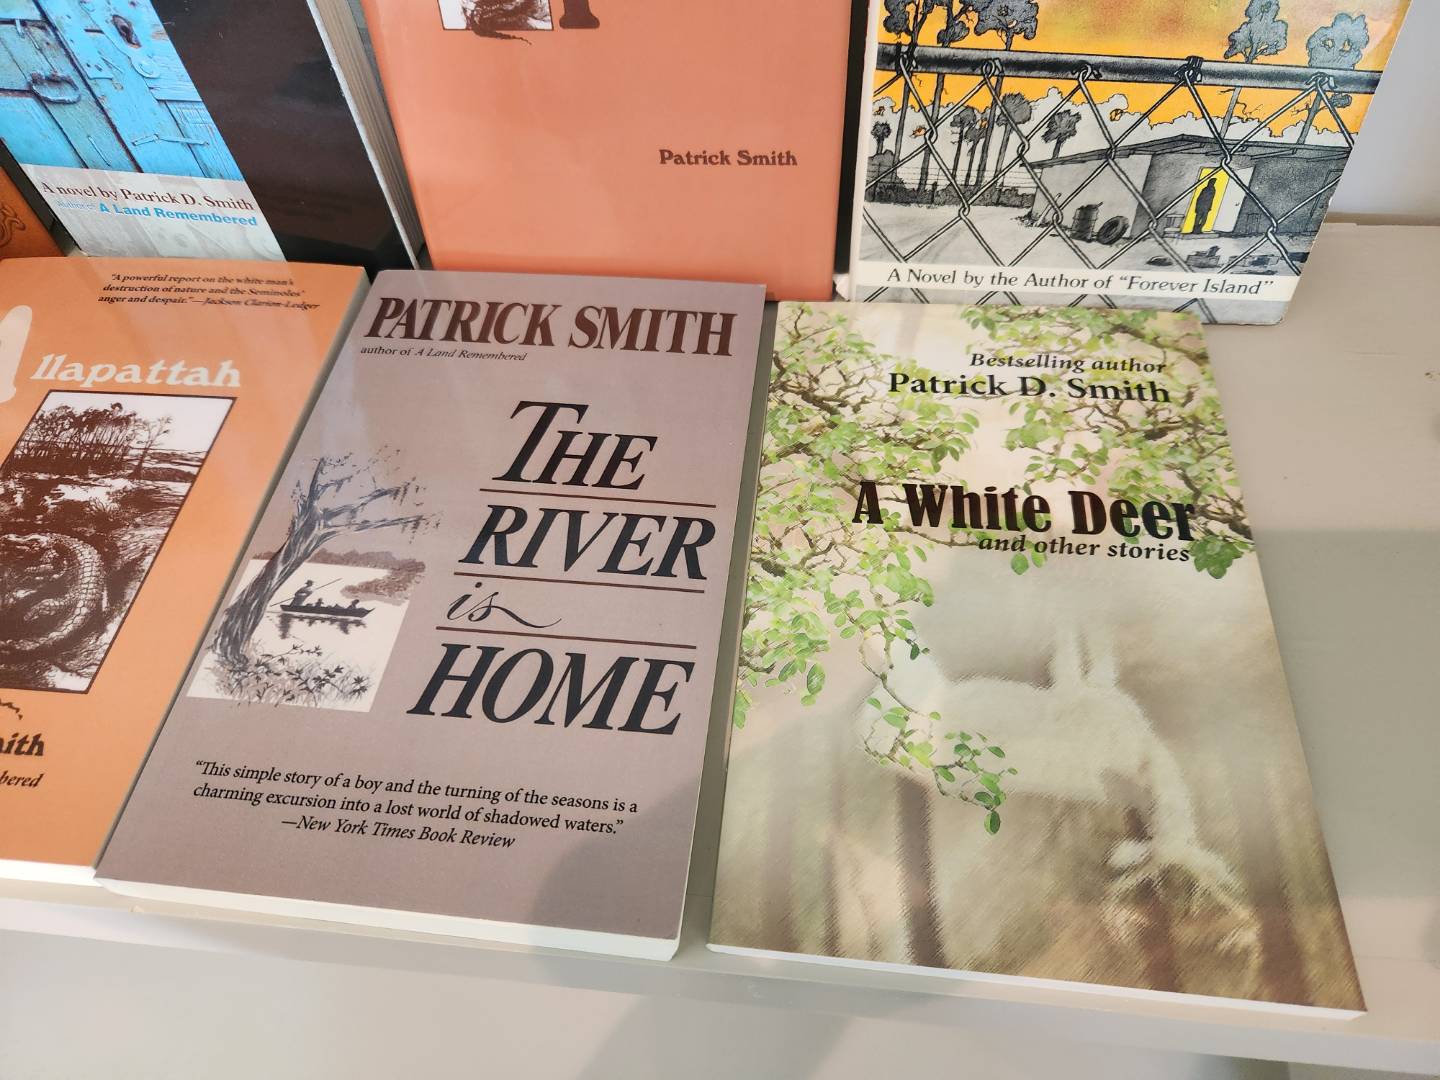 A novel by Patrick D. Smith
Author of A Land Remembered
Patrick Smith
A Novel by the Author of "Forever Island"
"A powerful report on the white man's
destruction of nature and the Seminoles'
anger and despair."—Jackson Clarion-Ledger
llapattah
PATRICK SMITH
author of A Land Remembered
THE
RIVER
is
HOME
"This simple story of a boy and the turning of the seasons is a
charming excursion into a lost world of shadowed waters."
—New York Times Book Review
Bestselling author
Patrick D. Smith
A White Deer
and other stories